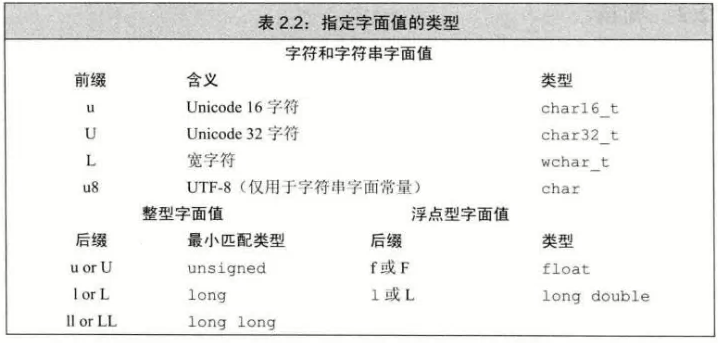 表 2.2：指定字面值的类型
字符和字符串字面值
前缀 含义 类型
u Unicode 16 字符 char16_t
U Unicode 32 字符 char32_t
L 宽字符 wchar_t
u8 UTF-8（仅用于字符串字面常量） char
整型字面值 浮点型字面值
后缀 最小匹配类型 后缀 类型
u or U unsigned f 或 F float
l or L long l 或 L long double
ll or LL long long